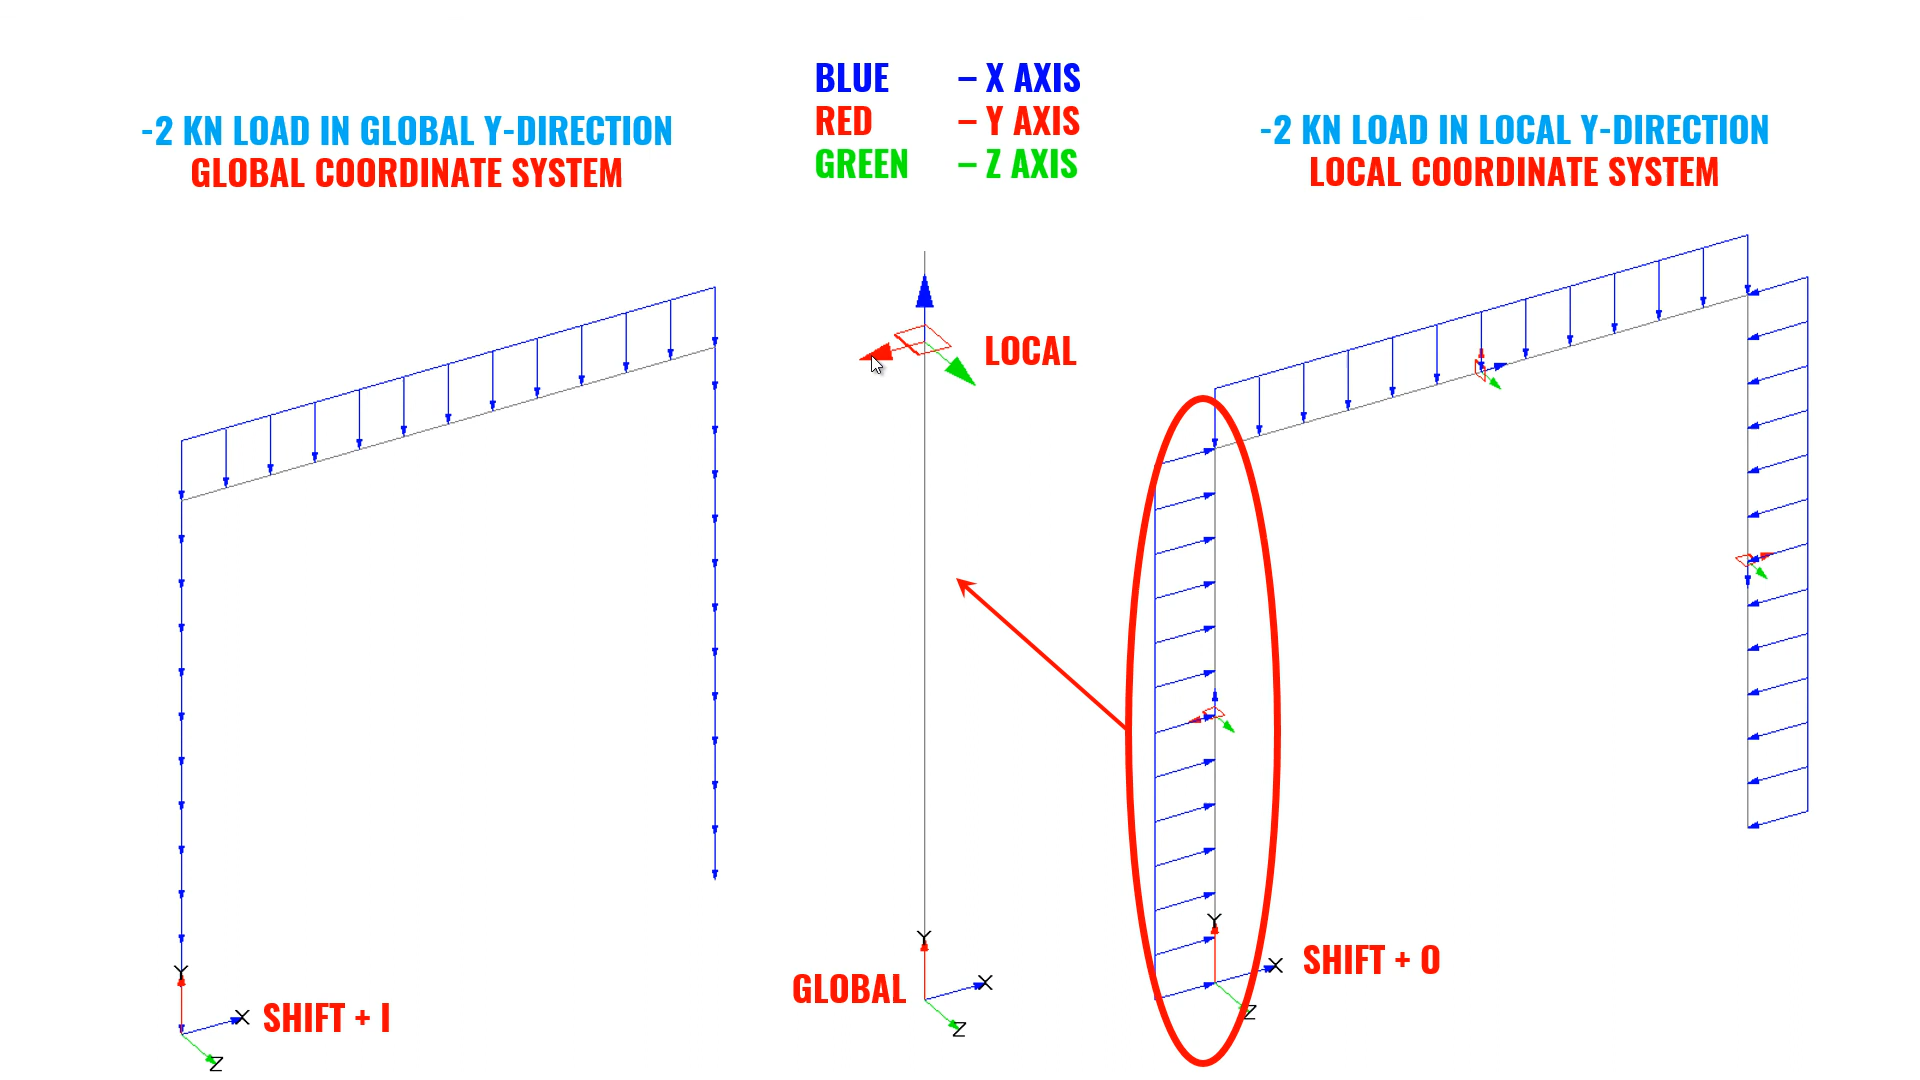 BLUE – X AXIS
RED – Y AXIS
GREEN – Z AXIS
-2 KN LOAD IN GLOBAL Y-DIRECTION
GLOBAL COORDINATE SYSTEM
-2 KN LOAD IN LOCAL Y-DIRECTION
LOCAL COORDINATE SYSTEM
LOCAL
Y
X
Z
SHIFT + I
Y
X
Z
GLOBAL
Y
X
Z
SHIFT + O